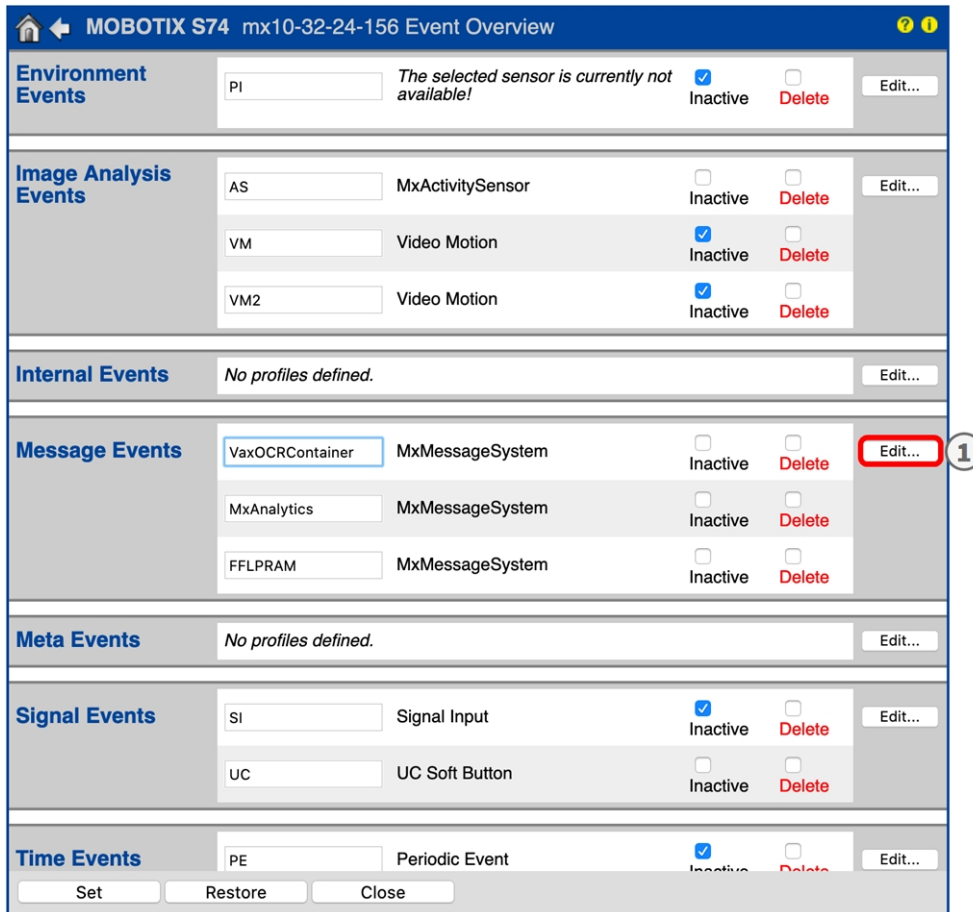 MOBOTIX S74 mx10-32-24-156 Event Overview ? i
Environment Events
PI
The selected sensor is currently not available!
Inactive
Delete
Edit...
Image Analysis Events
AS
MxActivitySensor
Inactive
Delete
Edit...
VM
Video Motion
Inactive
Delete
VM2
Video Motion
Inactive
Delete
Internal Events
No profiles defined.
Edit...
Message Events
VaxOCRContainer
MxMessageSystem
Inactive
Delete
Edit...
1
MxAnalytics
MxMessageSystem
Inactive
Delete
FFLPRAM
MxMessageSystem
Inactive
Delete
Meta Events
No profiles defined.
Edit...
Signal Events
SI
Signal Input
Inactive
Delete
Edit...
UC
UC Soft Button
Inactive
Delete
Time Events
PE
Periodic Event
Inactive
Delete
Edit...
Set
Restore
Close